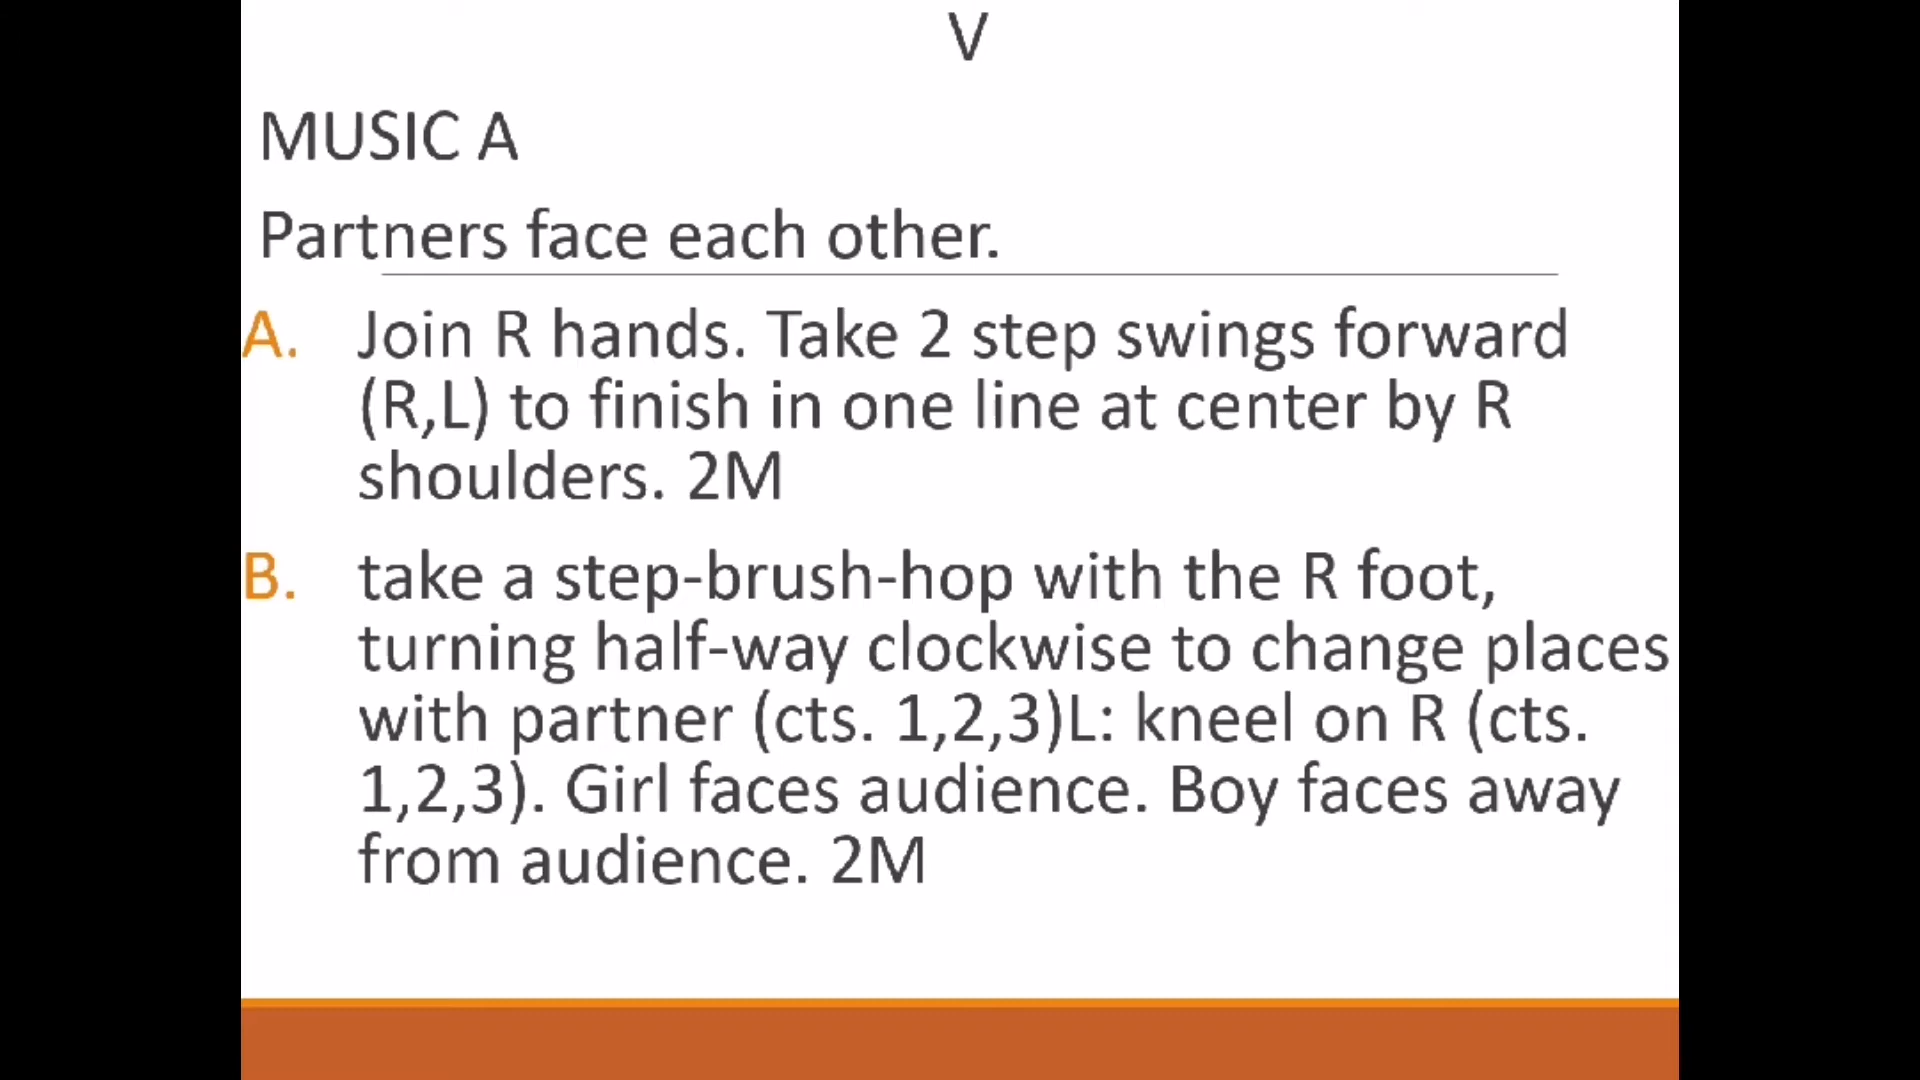 V
MUSIC A
Partners face each other.
A. Join R hands. Take 2 step swings forward
(R,L) to finish in one line at center by R
shoulders. 2M
B. take a step-brush-hop with the R foot,
turning half-way clockwise to change places
with partner (cts. 1,2,3)L: kneel on R (cts.
1,2,3). Girl faces audience. Boy faces away
from audience. 2M